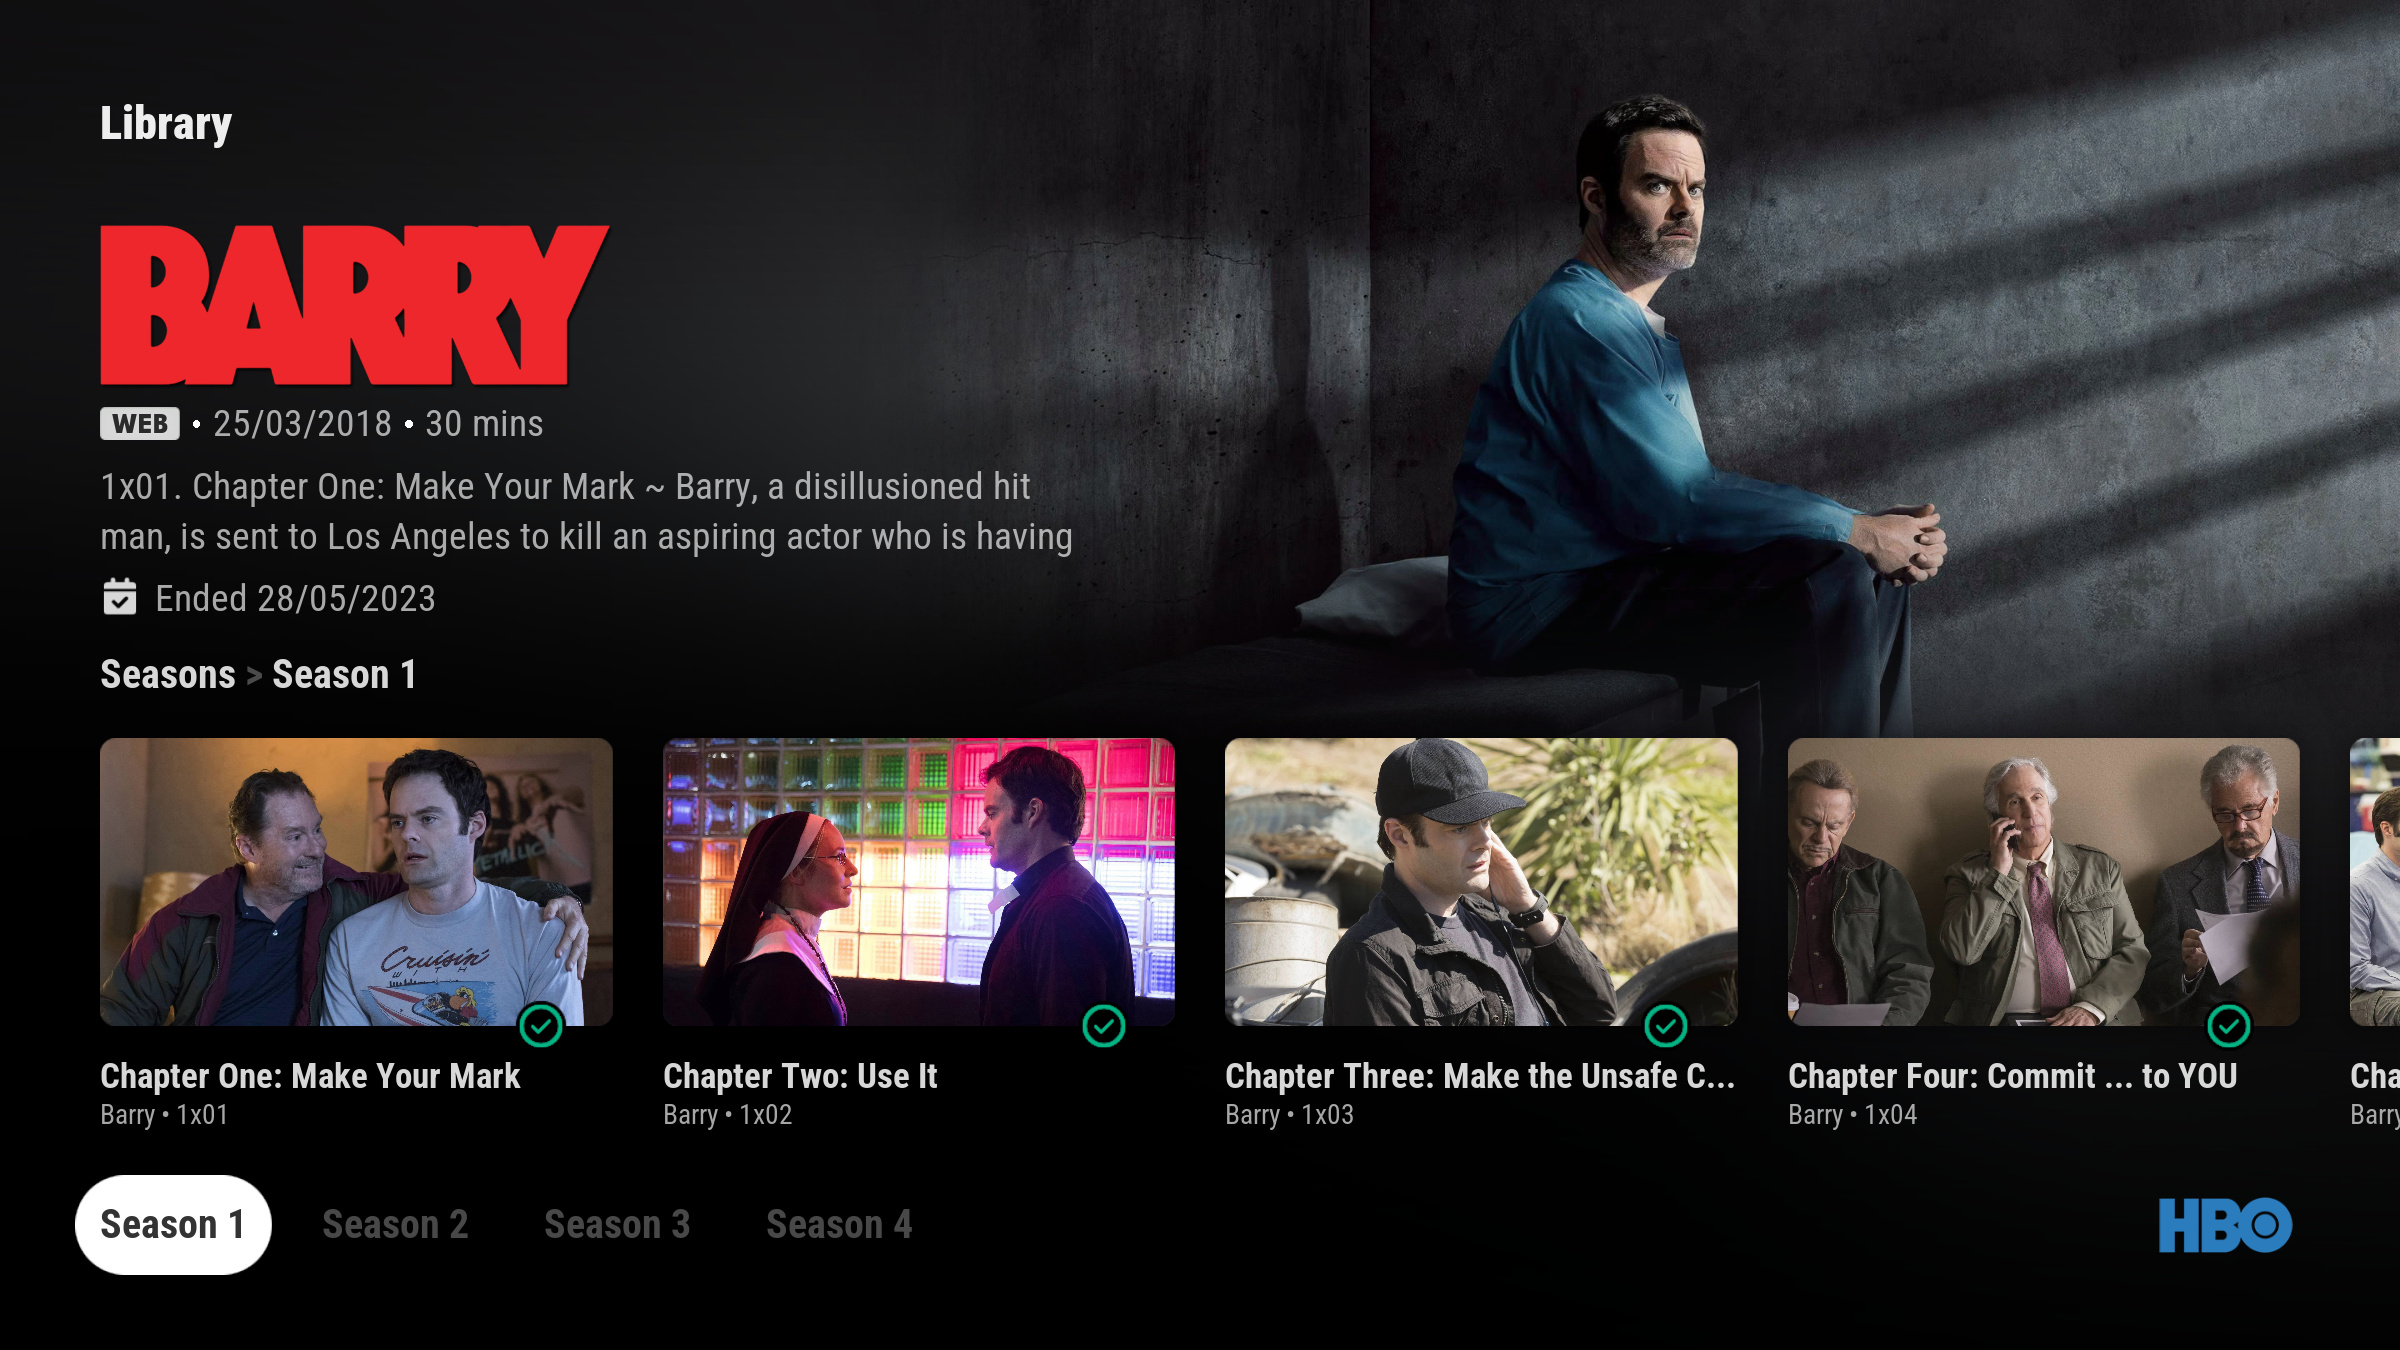 Library
BARRY
WEB • 25/03/2018 • 30 mins
1x01. Chapter One: Make Your Mark ~ Barry, a disillusioned hit
man, is sent to Los Angeles to kill an aspiring actor who is having
Ended 28/05/2023
Seasons > Season 1
METALLICA
Cruisin'
WITH
Chapter One: Make Your Mark
Barry • 1x01
Chapter Two: Use It
Barry • 1x02
Chapter Three: Make the Unsafe C...
Barry • 1x03
Chapter Four: Commit ... to YOU
Barry • 1x04
Cha
Barry
Season 1 Season 2 Season 3 Season 4
HBO